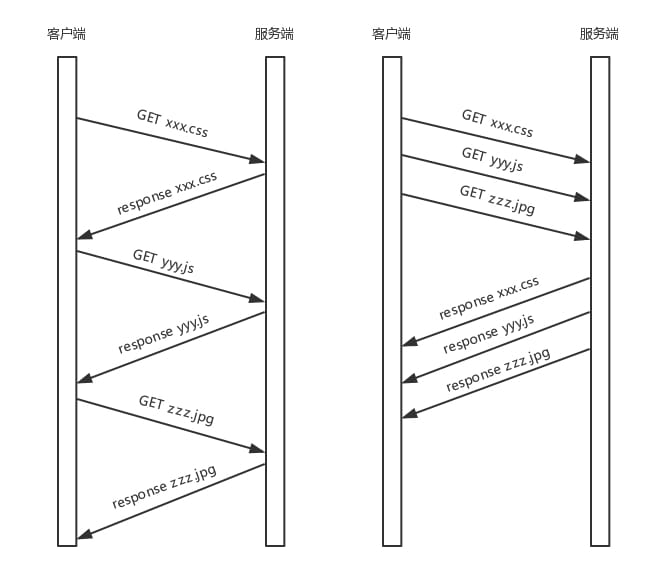 客户端
服务端
GET xxx.css
response xxx.css
GET yyy.js
response yyy.js
GET zzz.jpg
response zzz.jpg
客户端
服务端
GET xxx.css
GET yyy.js
GET zzz.jpg
response xxx.css
response yyy.js
response zzz.jpg